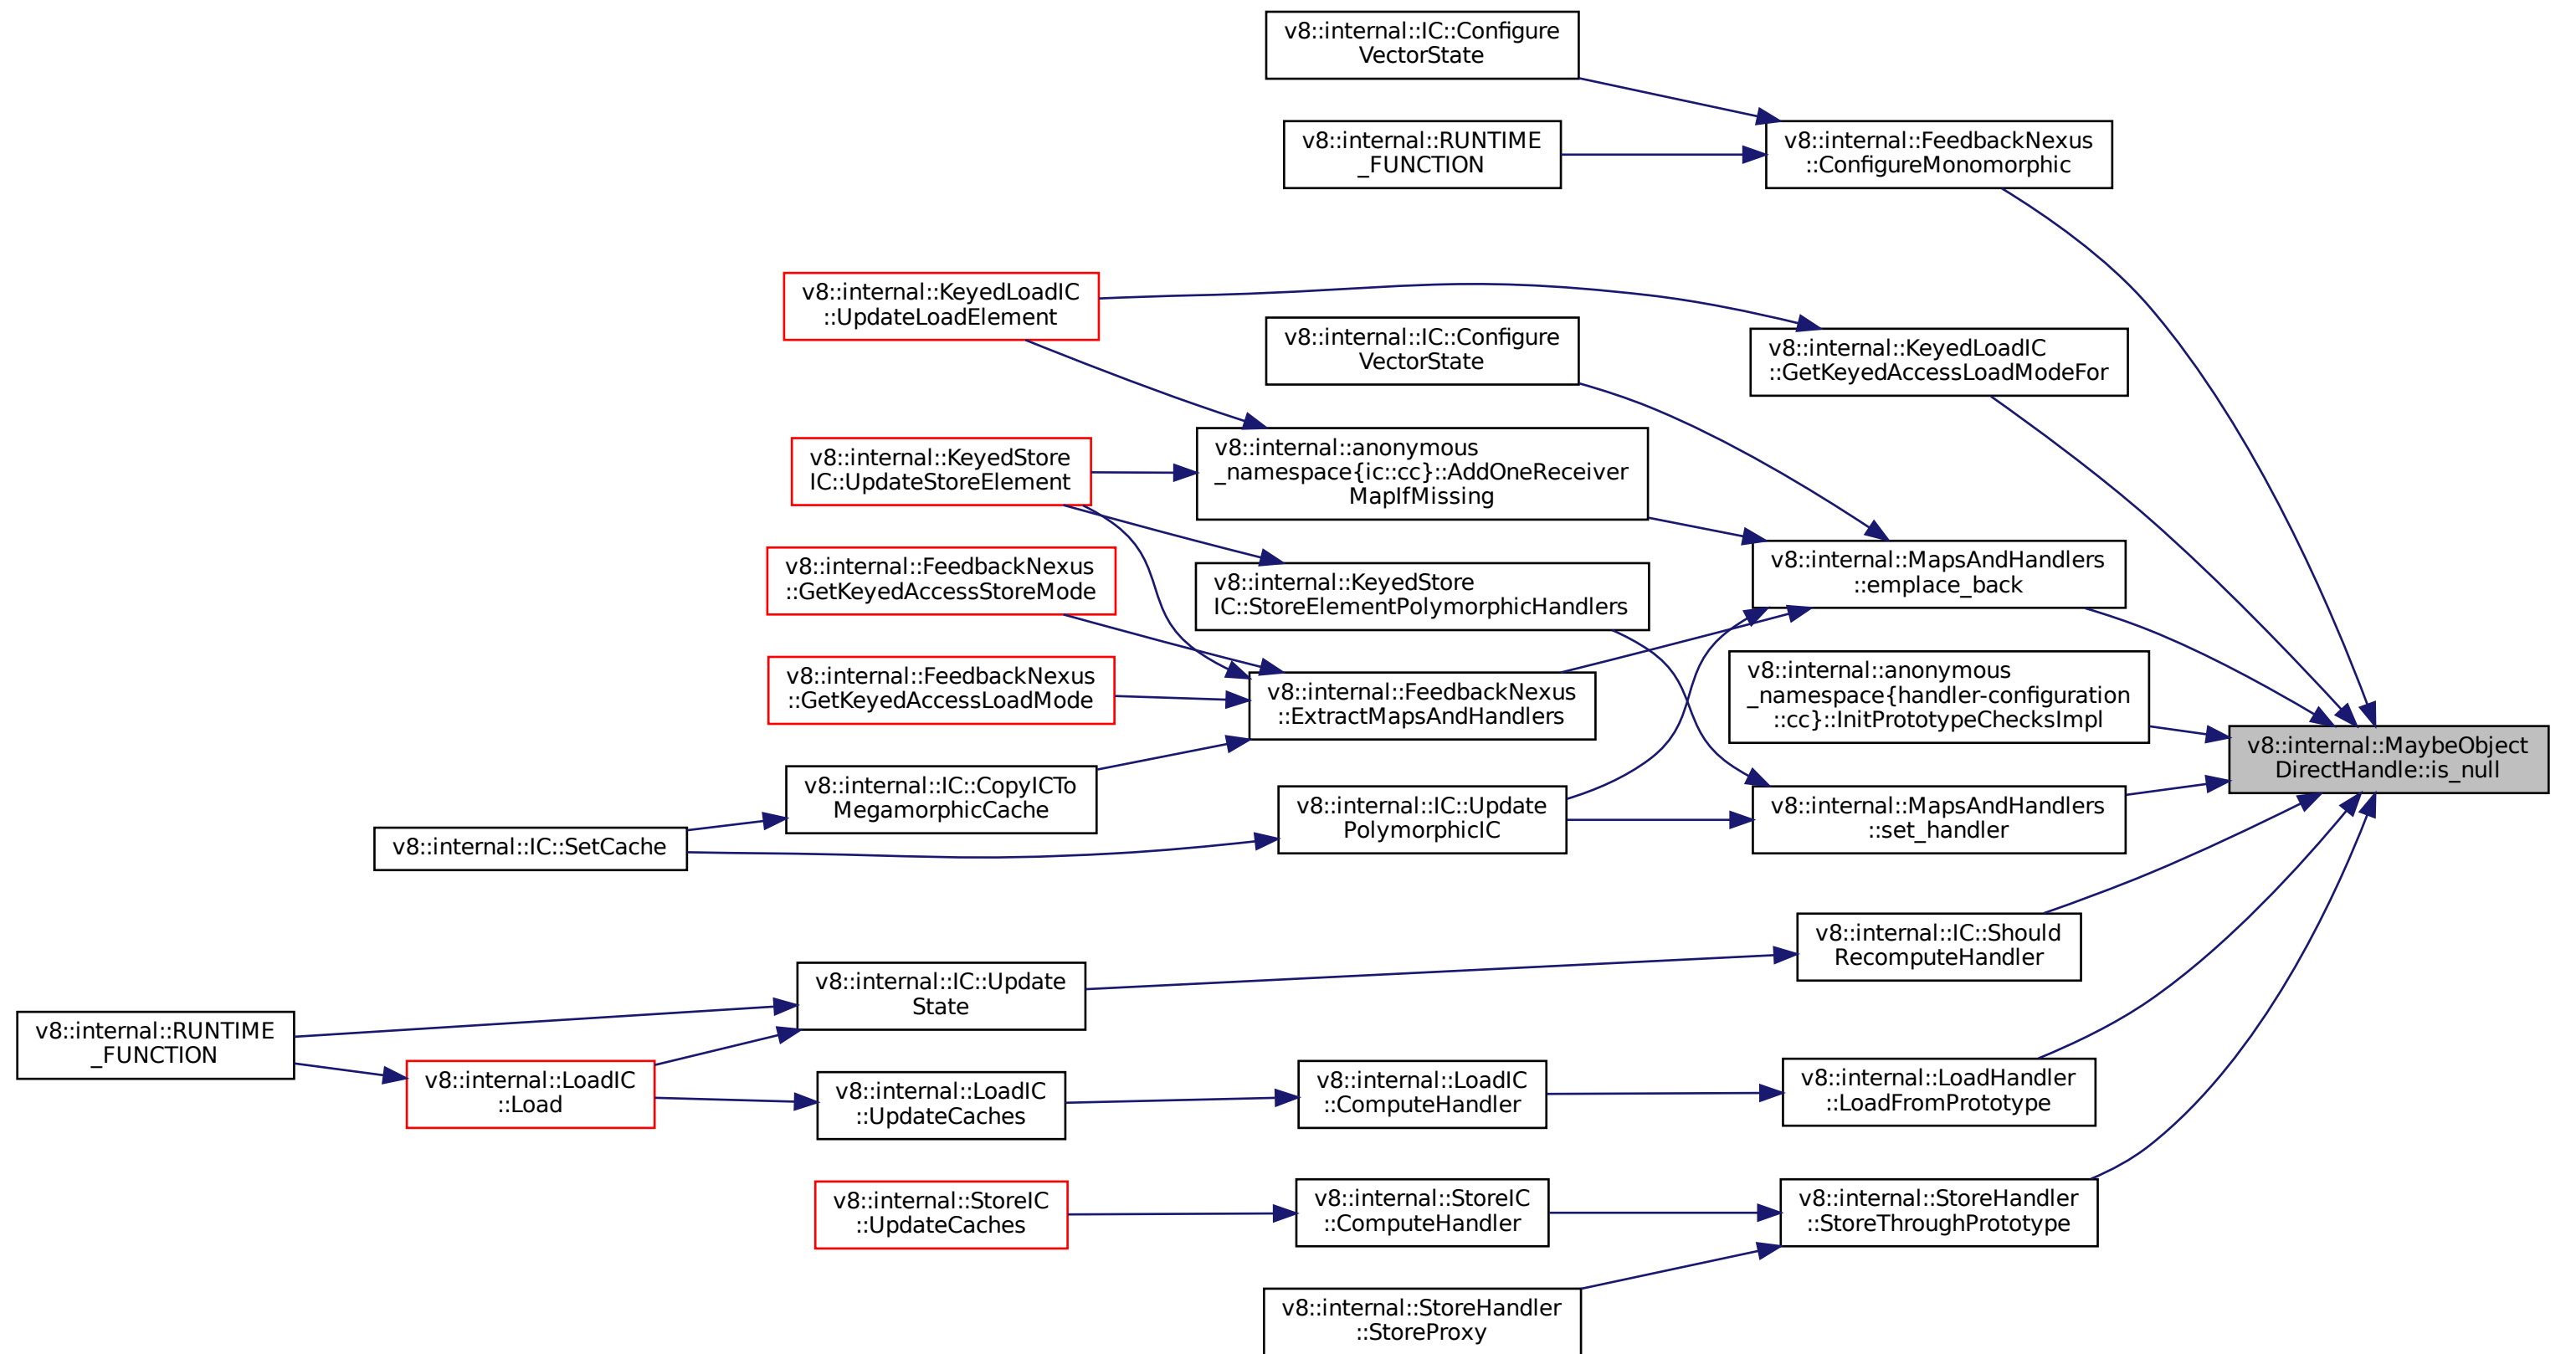 v8::internal::IC::Configure
VectorState
v8::internal::RUNTIME
_FUNCTION
v8::internal::FeedbackNexus
::ConfigureMonomorphic
v8::internal::KeyedLoadIC
::UpdateLoadElement
v8::internal::IC::Configure
VectorState
v8::internal::KeyedLoadIC
::GetKeyedAccessLoadModeFor
v8::internal::KeyedStore
IC::UpdateStoreElement
v8::internal::anonymous
_namespace{ic::cc}::AddOneReceiver
MapIfMissing
v8::internal::FeedbackNexus
::GetKeyedAccessStoreMode
v8::internal::KeyedStore
IC::StoreElementPolymorphicHandlers
v8::internal::MapsAndHandlers
::emplace_back
v8::internal::FeedbackNexus
::GetKeyedAccessLoadMode
v8::internal::FeedbackNexus
::ExtractMapsAndHandlers
v8::internal::anonymous
_namespace{handler-configuration
::cc}::InitPrototypeChecksImpl
v8::internal::MaybeObject
DirectHandle::is_null
v8::internal::IC::CopyICTo
MegamorphicCache
v8::internal::IC::Update
PolymorphicIC
v8::internal::MapsAndHandlers
::set_handler
v8::internal::IC::SetCache
v8::internal::IC::Should
RecomputeHandler
v8::internal::IC::Update
State
v8::internal::RUNTIME
_FUNCTION
v8::internal::LoadIC
::Load
v8::internal::LoadIC
::UpdateCaches
v8::internal::LoadIC
::ComputeHandler
v8::internal::LoadHandler
::LoadFromPrototype
v8::internal::StoreIC
::UpdateCaches
v8::internal::StoreIC
::ComputeHandler
v8::internal::StoreHandler
::StoreThroughPrototype
v8::internal::StoreHandler
::StoreProxy